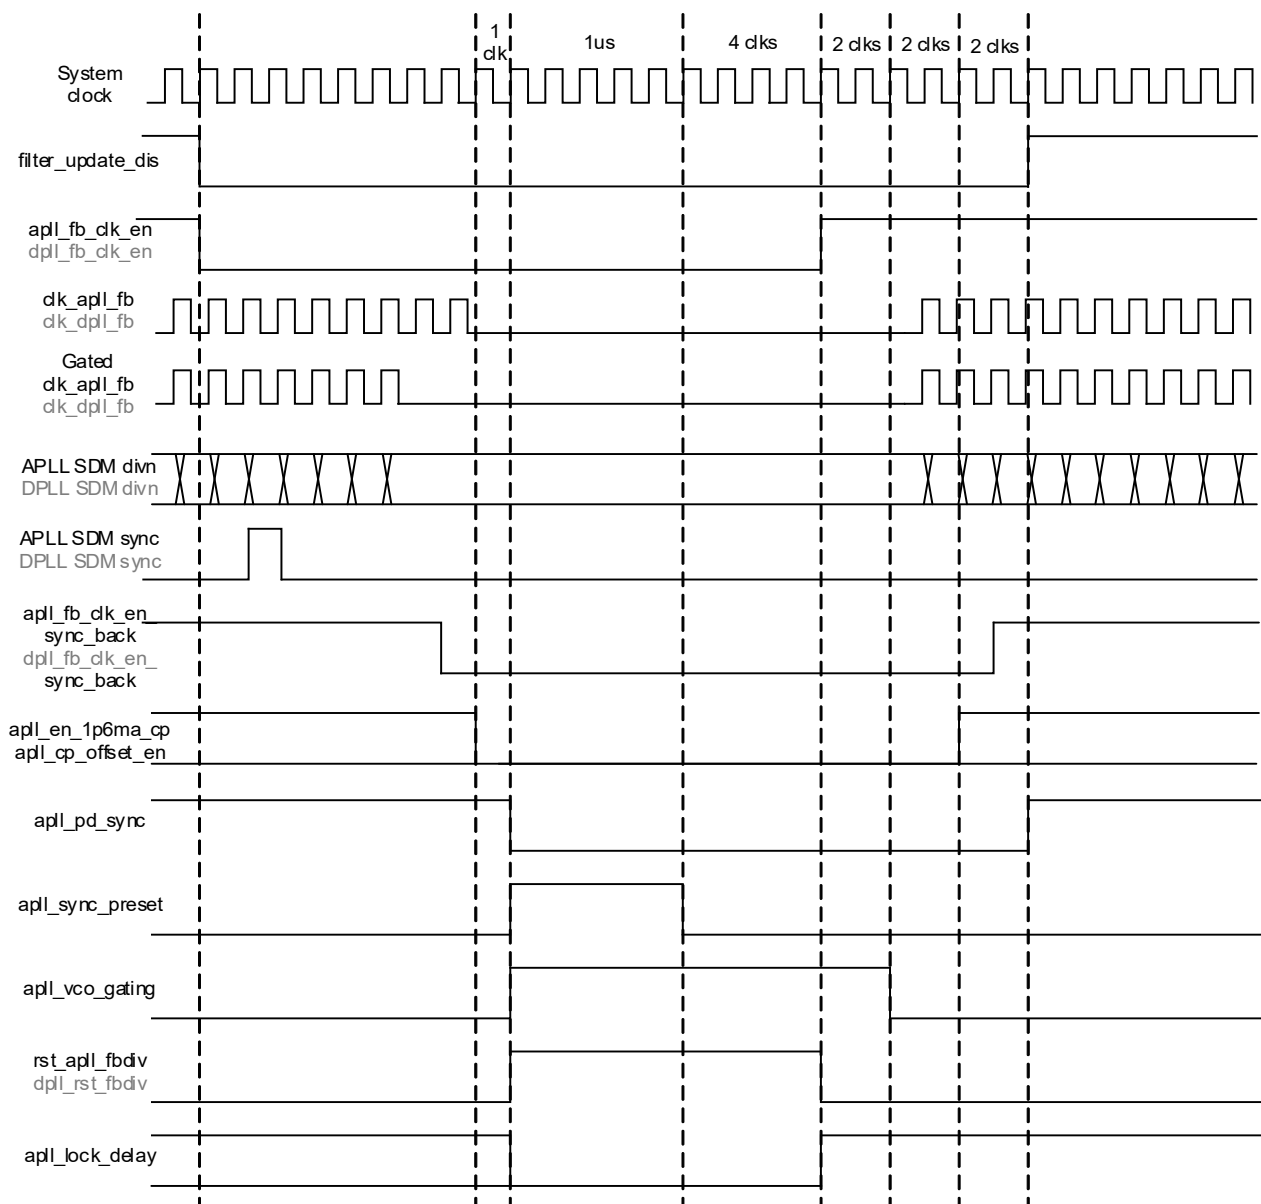 1
clk
1us
4 clks
2 clks
2 clks
2 clks
System
clock
filter_update_dis
apll_fb_clk_en
dpll_fb_clk_en
clk_apll_fb
clk_dpll_fb
Gated
clk_apll_fb
clk_dpll_fb
APLL SDM divn
DPLL SDM divn
APLL SDM sync
DPLL SDM sync
apll_fb_clk_en_
sync_back
dpll_fb_clk_en_
sync_back
apll_en_1p6ma_cp
apll_cp_offset_en
apll_pd_sync
apll_sync_preset
apll_vco_gating
rst_apll_fbdiv
dpll_rst_fbdiv
apll_lock_delay